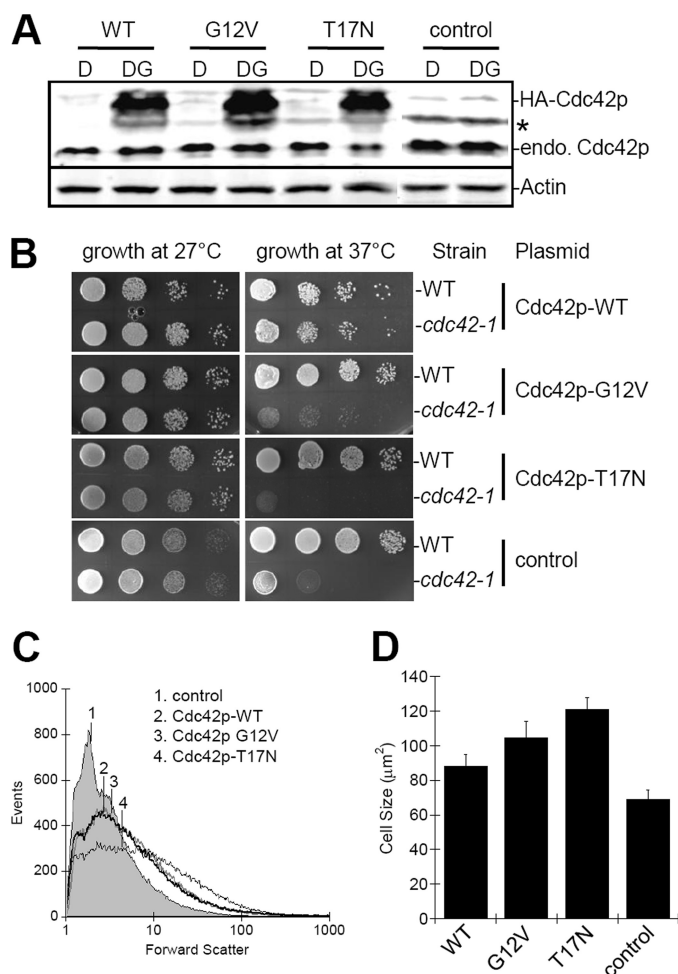 A
WT G12V T17N control
D DG D DG D DG D DG
-HA-Cdc42p
*
-endo. Cdc42p
-Actin
B
growth at 27°C growth at 37°C Strain Plasmid
-WT
-cdc42-1
Cdc42p-WT
-WT
-cdc42-1
Cdc42p-G12V
-WT
-cdc42-1
Cdc42p-T17N
-WT
-cdc42-1
control
C
1000
800
600
400
200
0
Events
1 10 100 1000
Forward Scatter
1
2
3
4
1. control
2. Cdc42p-WT
3. Cdc42p G12V
4. Cdc42p-T17N
D
140
120
100
80
60
40
20
0
Cell Size (μm²)
WT G12V T17N control